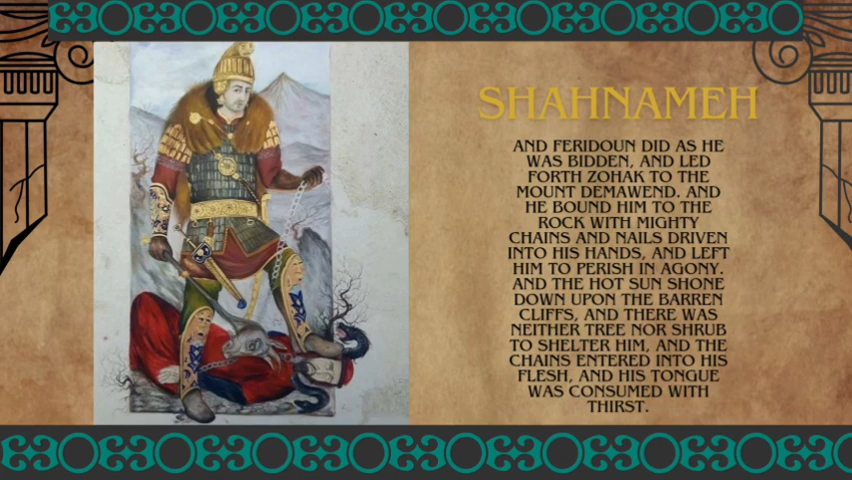 SHAHNAMEH
AND FERIDOUN DID AS HE
WAS BIDDEN, AND LED
FORTH ZOHAK TO THE
MOUNT DEMAWEND. AND
HE BOUND HIM TO THE
ROCK WITH MIGHTY
CHAINS AND NAILS DRIVEN
INTO HIS HANDS, AND LEFT
HIM TO PERISH IN AGONY.
AND THE HOT SUN SHONE
DOWN UPON THE BARREN
CLIFFS, AND THERE WAS
NEITHER TREE NOR SHRUB
TO SHELTER HIM, AND THE
CHAINS ENTERED INTO HIS
FLESH, AND HIS TONGUE
WAS CONSUMED WITH
THIRST.